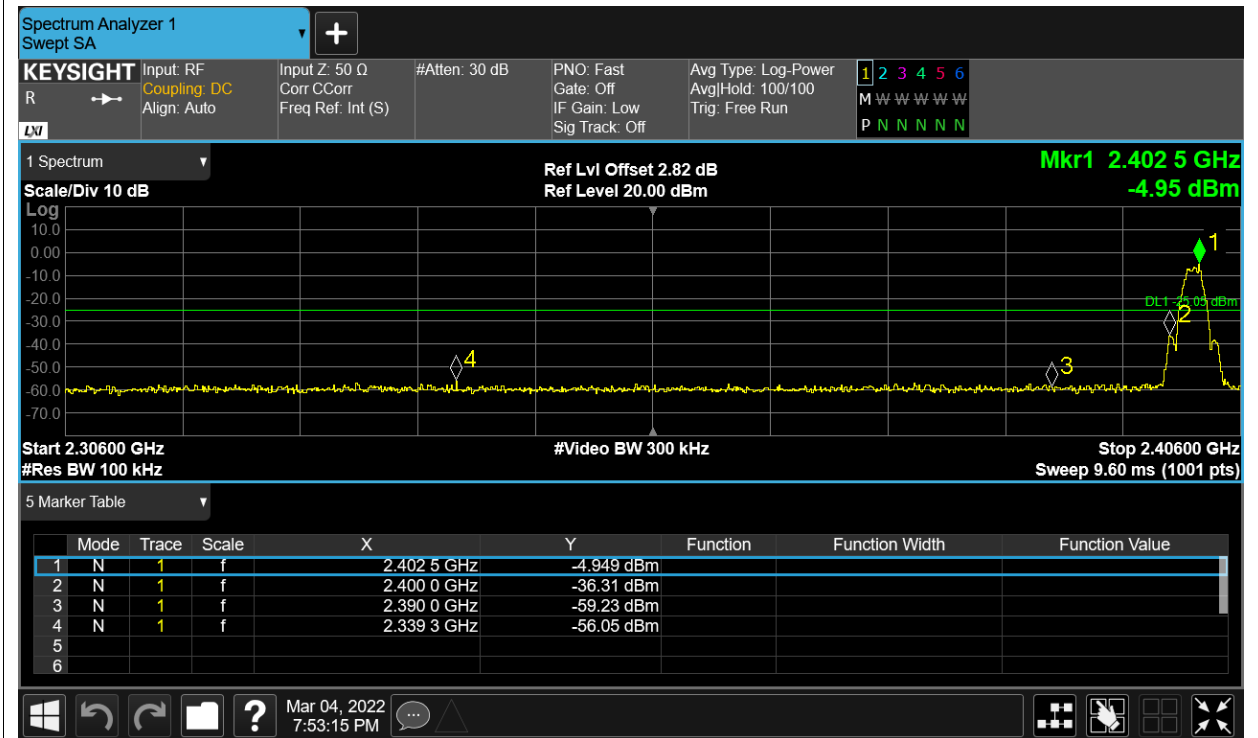 Spectrum Analyzer 1
Swept SA
+
KEYSIGHT Input: RF Input Z: 50 Ω #Atten: 30 dB PNO: Fast Avg Type: Log-Power 1 2 3 4 5 6
R Coupling: DC Corr CCorr Gate: Off Avg|Hold: 100/100 M W W W W W W
Align: Auto Freq Ref: Int (S) IF Gain: Low Trig: Free Run P N N N N N N
LXI Sig Track: Off
1 Spectrum Ref Lvl Offset 2.82 dB Mkr1 2.402 5 GHz
Scale/Div 10 dB Ref Level 20.00 dBm -4.95 dBm
Log
10.0
0.00
-10.0
-20.0
-30.0
-40.0
-50.0
-60.0
-70.0
1
DL1 -25.05 dBm
2
4
3
Start 2.30600 GHz #Video BW 300 kHz Stop 2.40600 GHz
#Res BW 100 kHz Sweep 9.60 ms (1001 pts)
5 Marker Table
Mode Trace Scale X Y Function Function Width Function Value
1 N 1 f 2.402 5 GHz -4.949 dBm
2 N 1 f 2.400 0 GHz -36.31 dBm
3 N 1 f 2.390 0 GHz -59.23 dBm
4 N 1 f 2.339 3 GHz -56.05 dBm
5
6
? Mar 04, 2022
7:53:15 PM